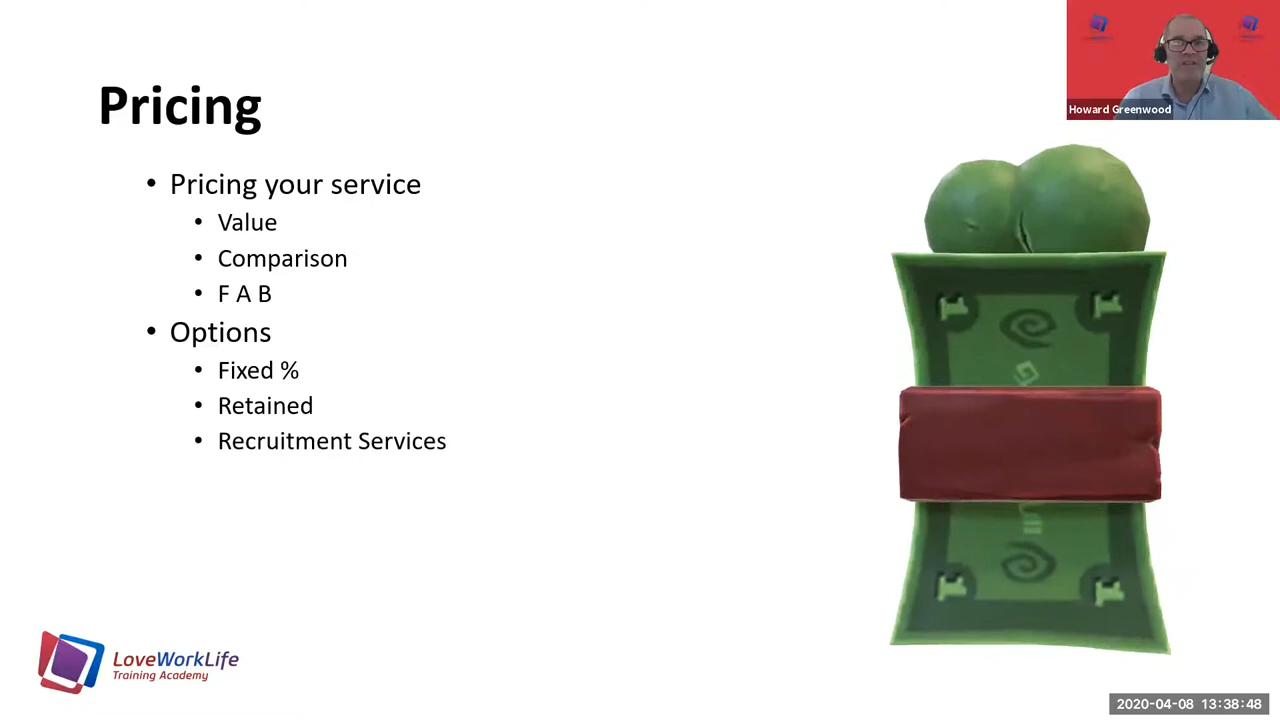 Howard Greenwood
Pricing
• Pricing your service
• Value
• Comparison
• F A B
• Options
• Fixed %
• Retained
• Recruitment Services
LoveWorkLife
Training Academy
2020-04-08 13:38:48